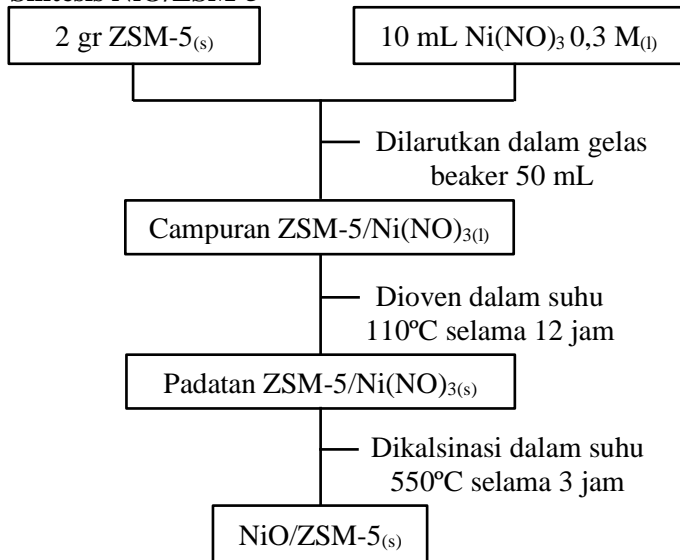 Sintesis NiO/ZSM-5
2 gr ZSM-5(s)
10 mL Ni(NO)3 0,3 M(l)
Dilarutkan dalam gelas
beaker 50 mL
Campuran ZSM-5/Ni(NO)3(l)
Dioven dalam suhu
110ºC selama 12 jam
Padatan ZSM-5/Ni(NO)3(s)
Dikalsinasi dalam suhu
550ºC selama 3 jam
NiO/ZSM-5(s)